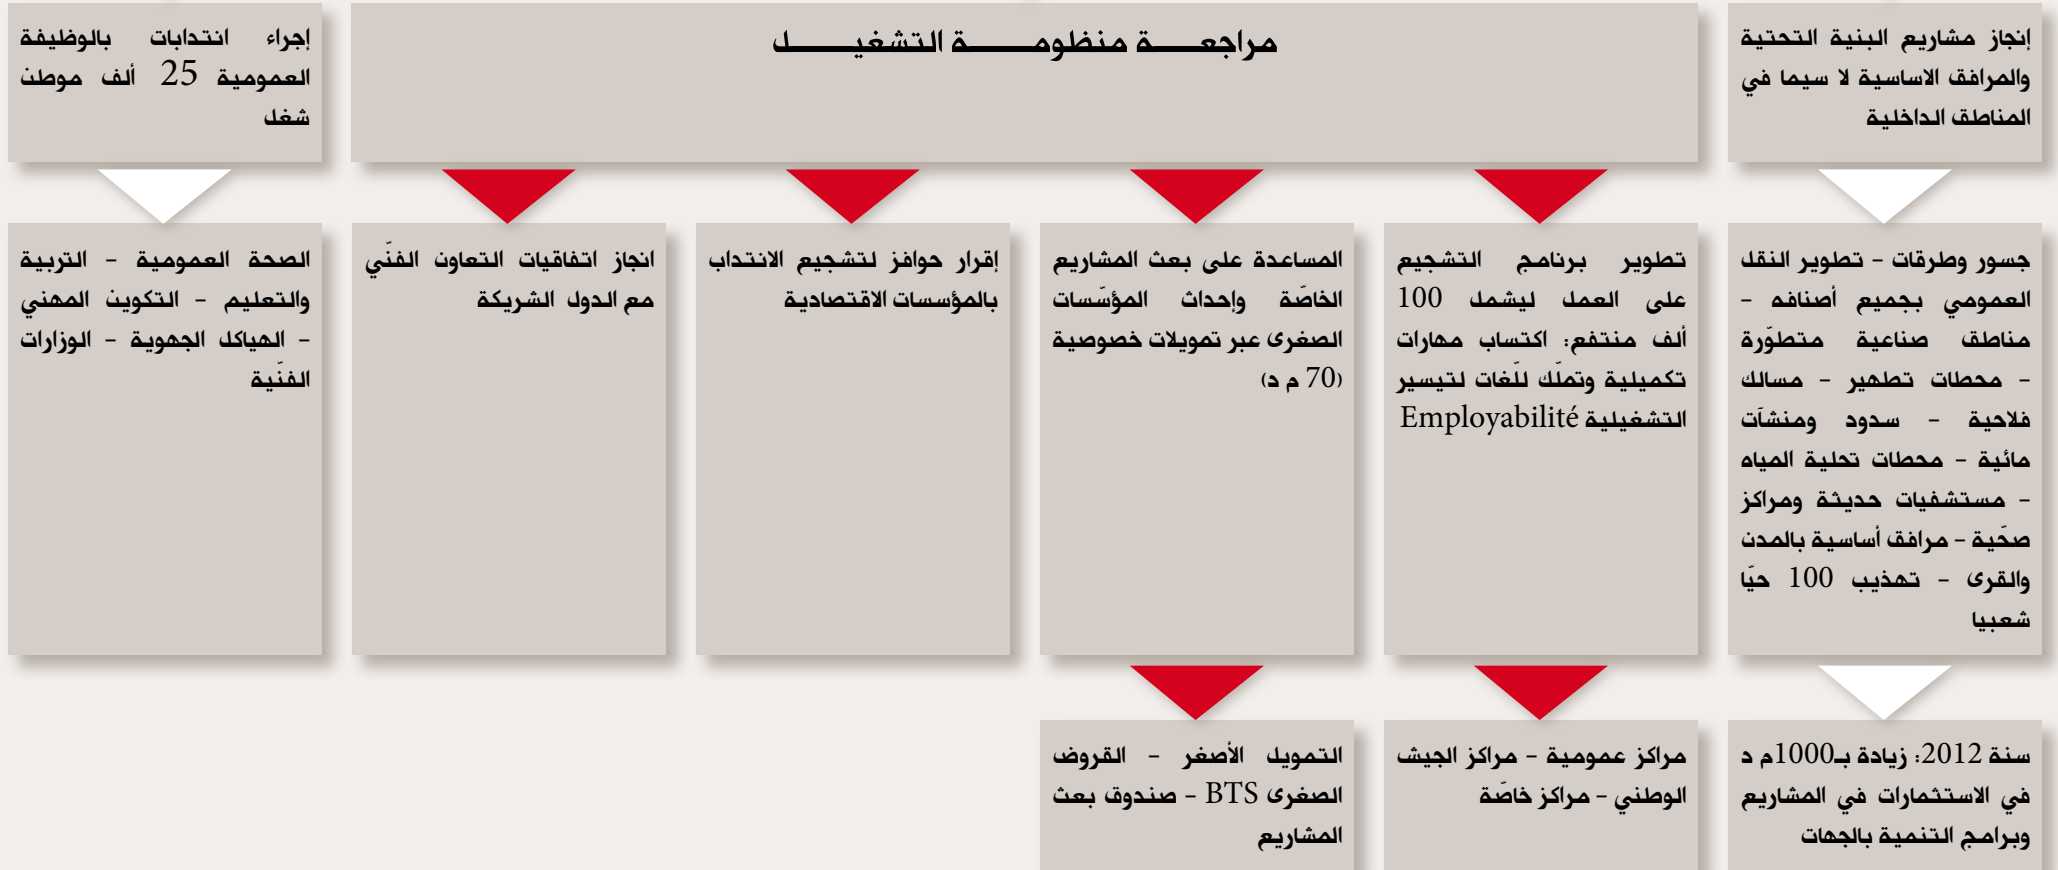 إنجاز مشاريع البنية التحتية
والمرافق الاساسية لا سيما في
المناطق الداخلية
مراجعة منظومة التشغيل
إجراء انتدابات بالوظيفة
العمومية 25 ألف موطن
شغل
جسور وطرقات - تطوير النقل
العمومي بجميع أصنافه -
مناطق صناعية متطوّرة
- محطات تطهير - مسالك
فلاحية - سدود ومنشآت
مائية - محطات تحلية المياه
- مستشفيات حديثة ومراكز
صحّية - مرافق أساسية بالمدن
والقرى - تهذيب 100 حيّا
شعبيا
تطوير برنامج التشجيع
على العمل ليشمل 100
ألف منتفع: اكتساب مهارات
تكميلية وتملّك للّغات لتيسير
التشغيلية Employabilité
المساعدة على بعث المشاريع
الخاصّة وإحداث المؤسّسات
الصغرى عبر تمويلات خصوصية
(70 م د)
إقرار حوافز لتشجيع الانتداب
بالمؤسسات الاقتصادية
انجاز اتفاقيات التعاون الفنّي
مع الدول الشريكة
الصحة العمومية - التربية
والتعليم - التكوين المهني
- الهياكل الجهوية - الوزارات
الفنّية
سنة 2012: زيادة بـ1000م د
في الاستثمارات في المشاريع
وبرامج التنمية بالجهات
مراكز عمومية - مراكز الجيش
الوطني - مراكز خاصّة
التمويل الأصغر - القروض
الصغرى BTS - صندوق بعث
المشاريع